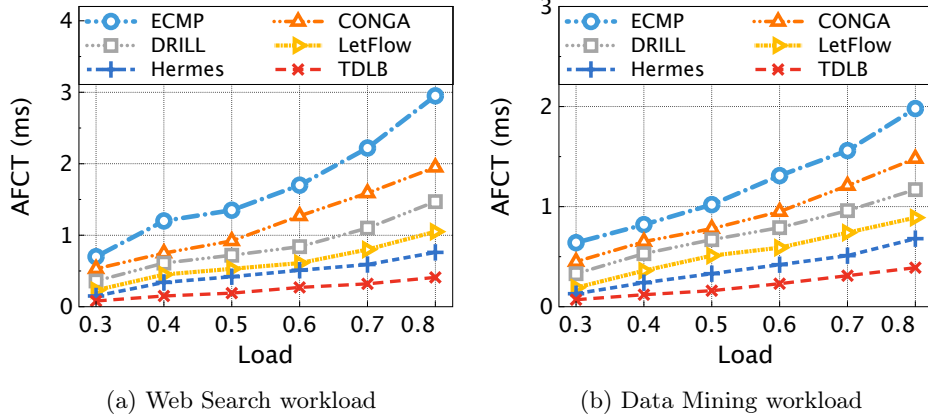 4
3
2
1
0
AFCT (ms)
ECMP
DRILL
Hermes
CONGA
LetFlow
TDLB
0.3 0.4 0.5 0.6 0.7 0.8
Load
(a) Web Search workload
3
2
1
0
AFCT (ms)
ECMP
DRILL
Hermes
CONGA
LetFlow
TDLB
0.3 0.4 0.5 0.6 0.7 0.8
Load
(b) Data Mining workload